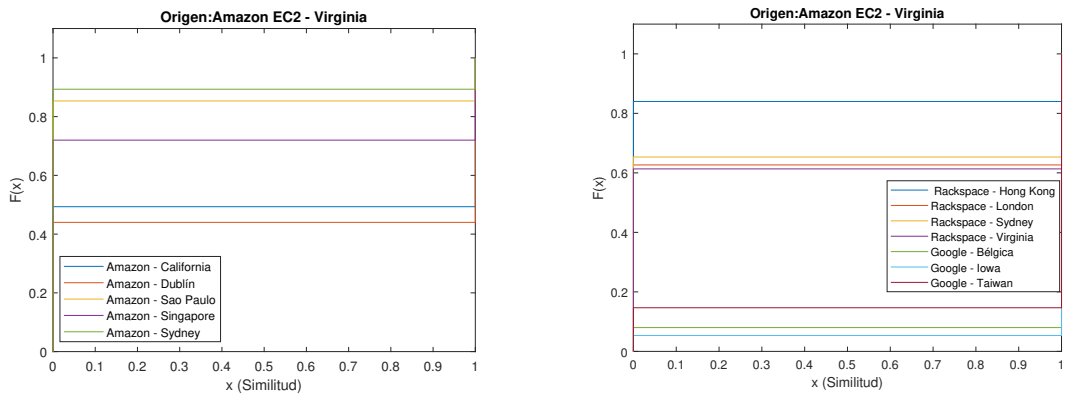 Origen:Amazon EC2 - Virginia
1
0.8
0.6
0.4
0.2
0
F(x)
Amazon - California
Amazon - Dublín
Amazon - Sao Paulo
Amazon - Singapore
Amazon - Sydney
0 0.1 0.2 0.3 0.4 0.5 0.6 0.7 0.8 0.9 1
x (Similitud)
Origen:Amazon EC2 - Virginia
1
0.8
0.6
0.4
0.2
0
F(x)
Rackspace - Hong Kong
Rackspace - London
Rackspace - Sydney
Rackspace - Virginia
Google - Bélgica
Google - Iowa
Google - Taiwan
0 0.1 0.2 0.3 0.4 0.5 0.6 0.7 0.8 0.9 1
x (Similitud)